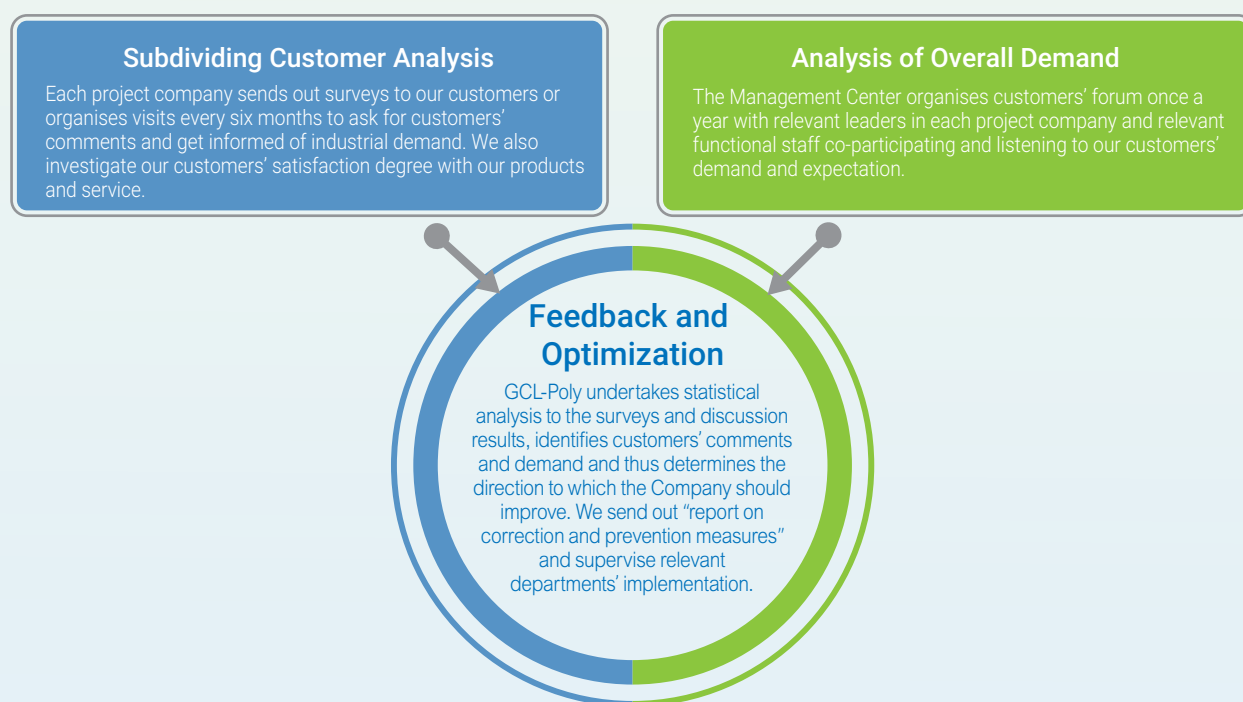 Subdividing Customer Analysis
Each project company sends out surveys to our customers or
organises visits every six months to ask for customers’
comments and get informed of industrial demand. We also
investigate our customers’ satisfaction degree with our products
and service.
Analysis of Overall Demand
The Management Center organises customers’ forum once a
year with relevant leaders in each project company and relevant
functional staff co-participating and listening to our customers’
demand and expectation.
Feedback and
Optimization
GCL-Poly undertakes statistical
analysis to the surveys and discussion
results, identifies customers’ comments
and demand and thus determines the
direction to which the Company should
improve. We send out “report on
correction and prevention measures”
and supervise relevant
departments’ implementation.